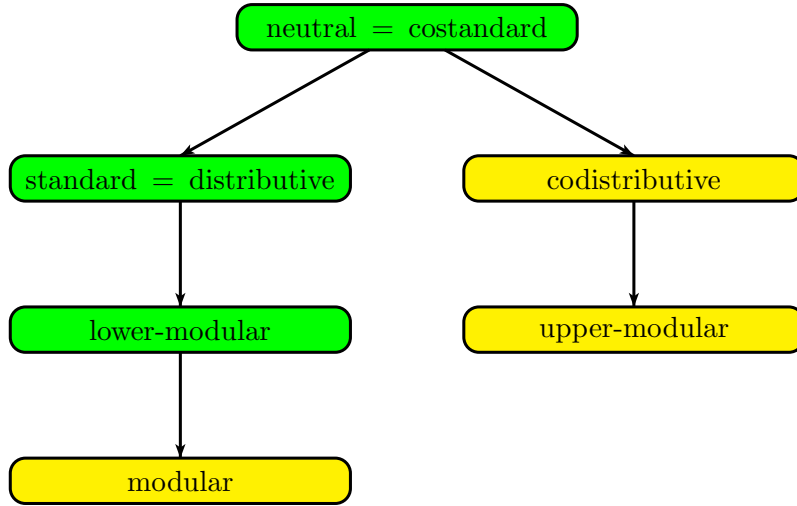 neutral = costandard
standard = distributive
codistributive
lower-modular
upper-modular
modular